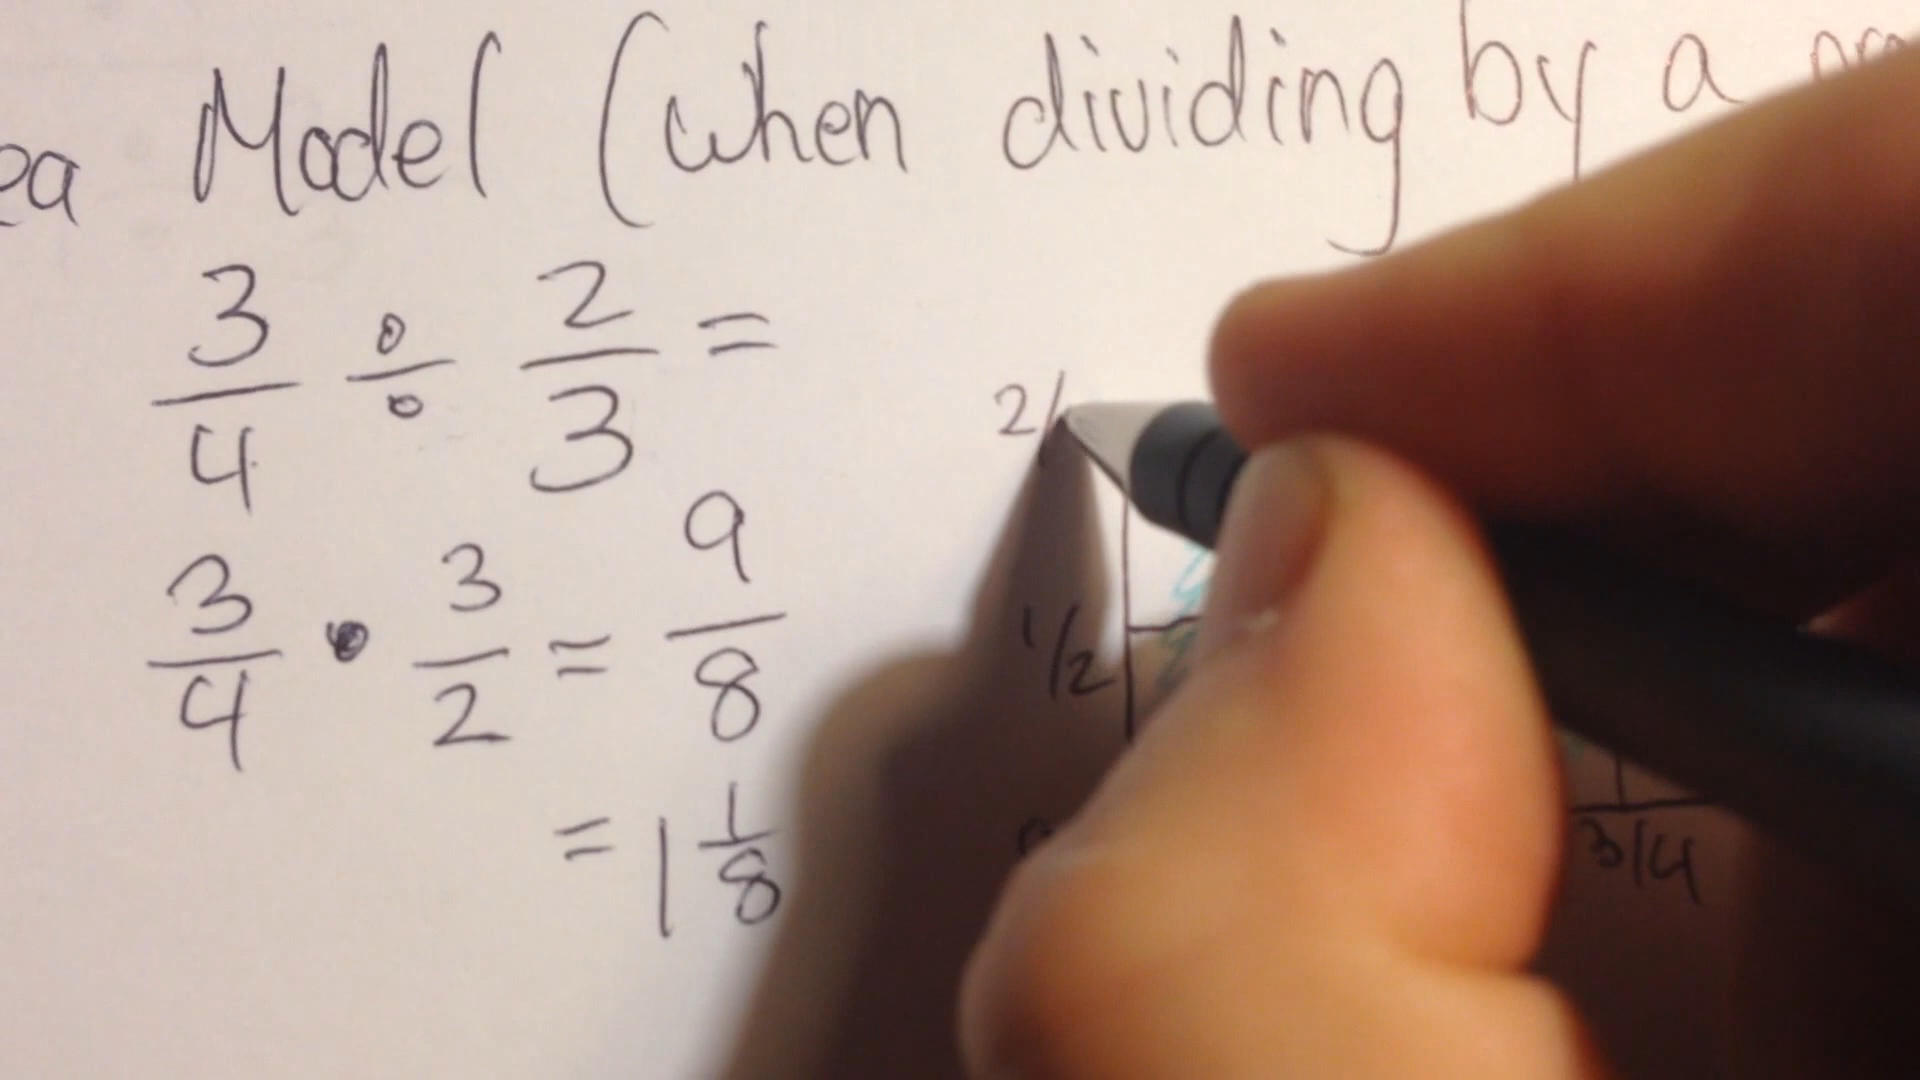 ea Model (when dividing by a
3/4 ÷ 2/3 =
3/4 • 3/2 = 9/8
= 1 1/8
2/
1/2
3/4